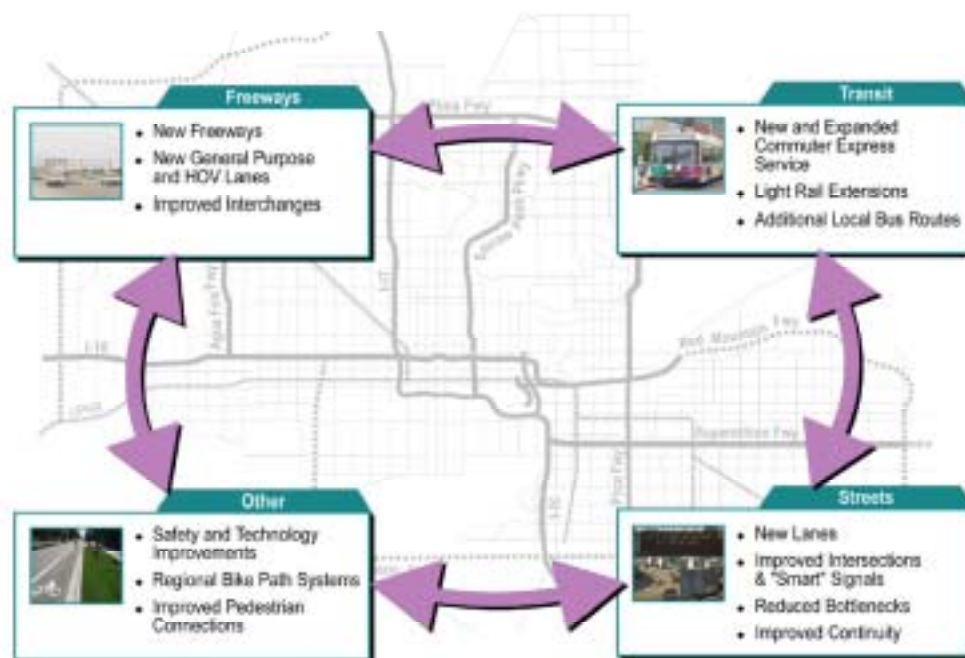 Freeways
• New Freeways
• New General Purpose
and HOV Lanes
• Improved Interchanges
Transit
• New and Expanded
Commuter Express
Service
• Light Rail Extensions
• Additional Local Bus Routes
Pima Fwy
I-17
Agua Fria Fwy
I-10
Red Mountain Fwy
Superstition Fwy
Price Fwy
I-10
Other
• Safety and Technology
Improvements
• Regional Bike Path Systems
• Improved Pedestrian
Connections
Streets
• New Lanes
• Improved Intersections
& "Smart" Signals
• Reduced Bottlenecks
• Improved Continuity